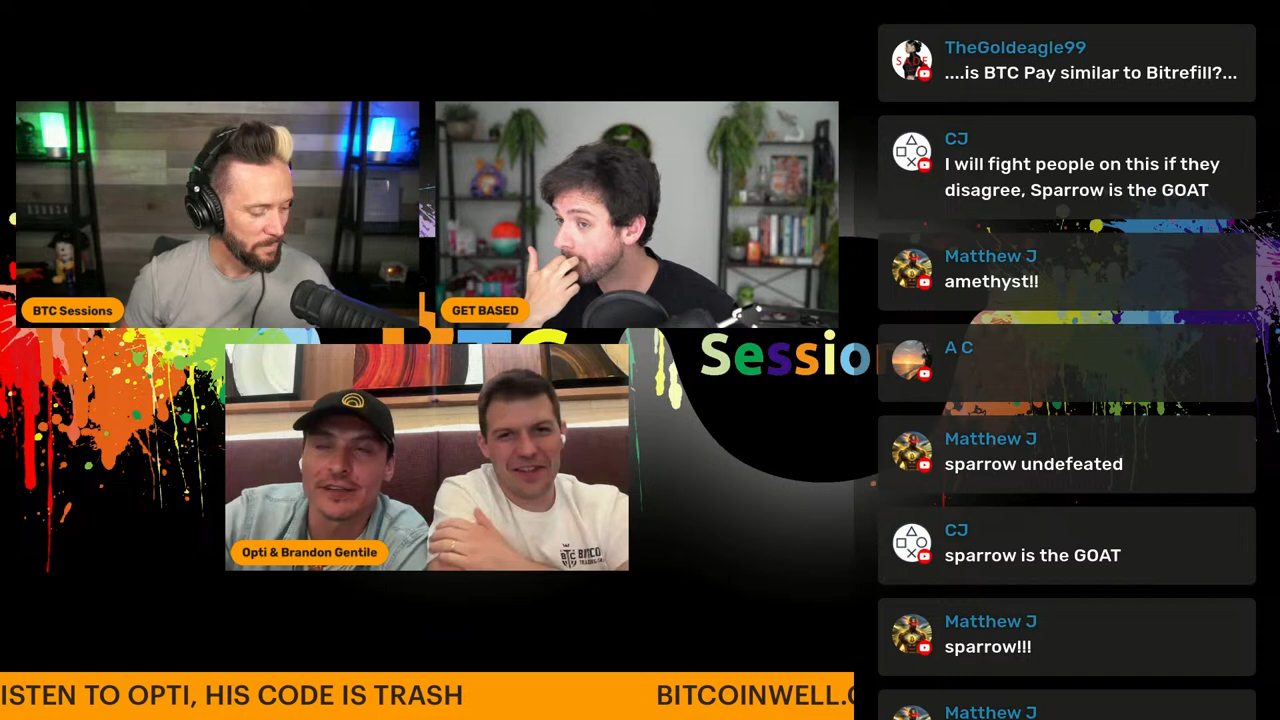 BTC Sessions
GET BASED
Sessio
Opti & Brandon Gentile
BTC
ISTEN TO OPTI, HIS CODE IS TRASH
BITCOINWELL.C
TheGoldeagle99
....is BTC Pay similar to Bitrefill?...
CJ
I will fight people on this if they
disagree, Sparrow is the GOAT
Matthew J
amethyst!!
A C
Matthew J
sparrow undefeated
CJ
sparrow is the GOAT
Matthew J
sparrow!!!
Matthew J